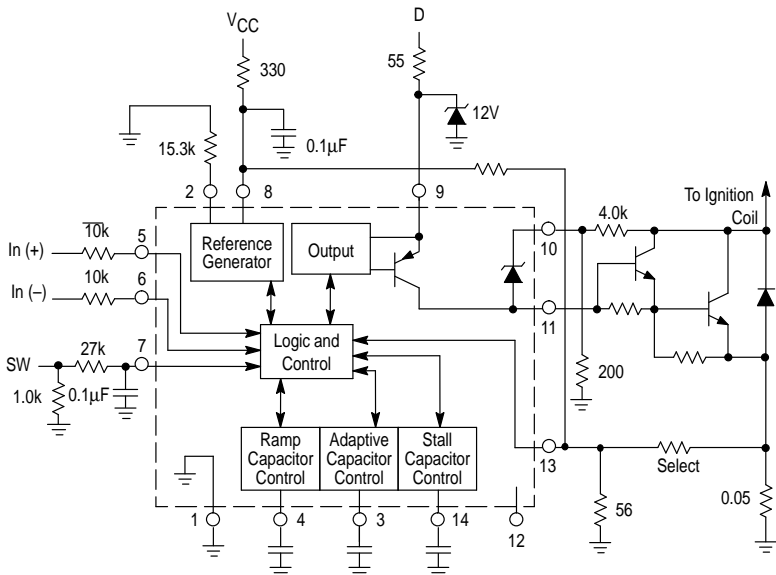 VCC
D
330
55
12V
15.3k
0.1µF
2
8
9
To Ignition
Coil
10k
5
In (+)
Reference
Generator
Output
10
4.0k
10k
6
In (–)
11
27k
7
SW
Logic and
Control
1.0k
0.1µF
200
Ramp
Capacitor
Control
Adaptive
Capacitor
Control
Stall
Capacitor
Control
13
Select
56
0.05
1
4
3
14
12